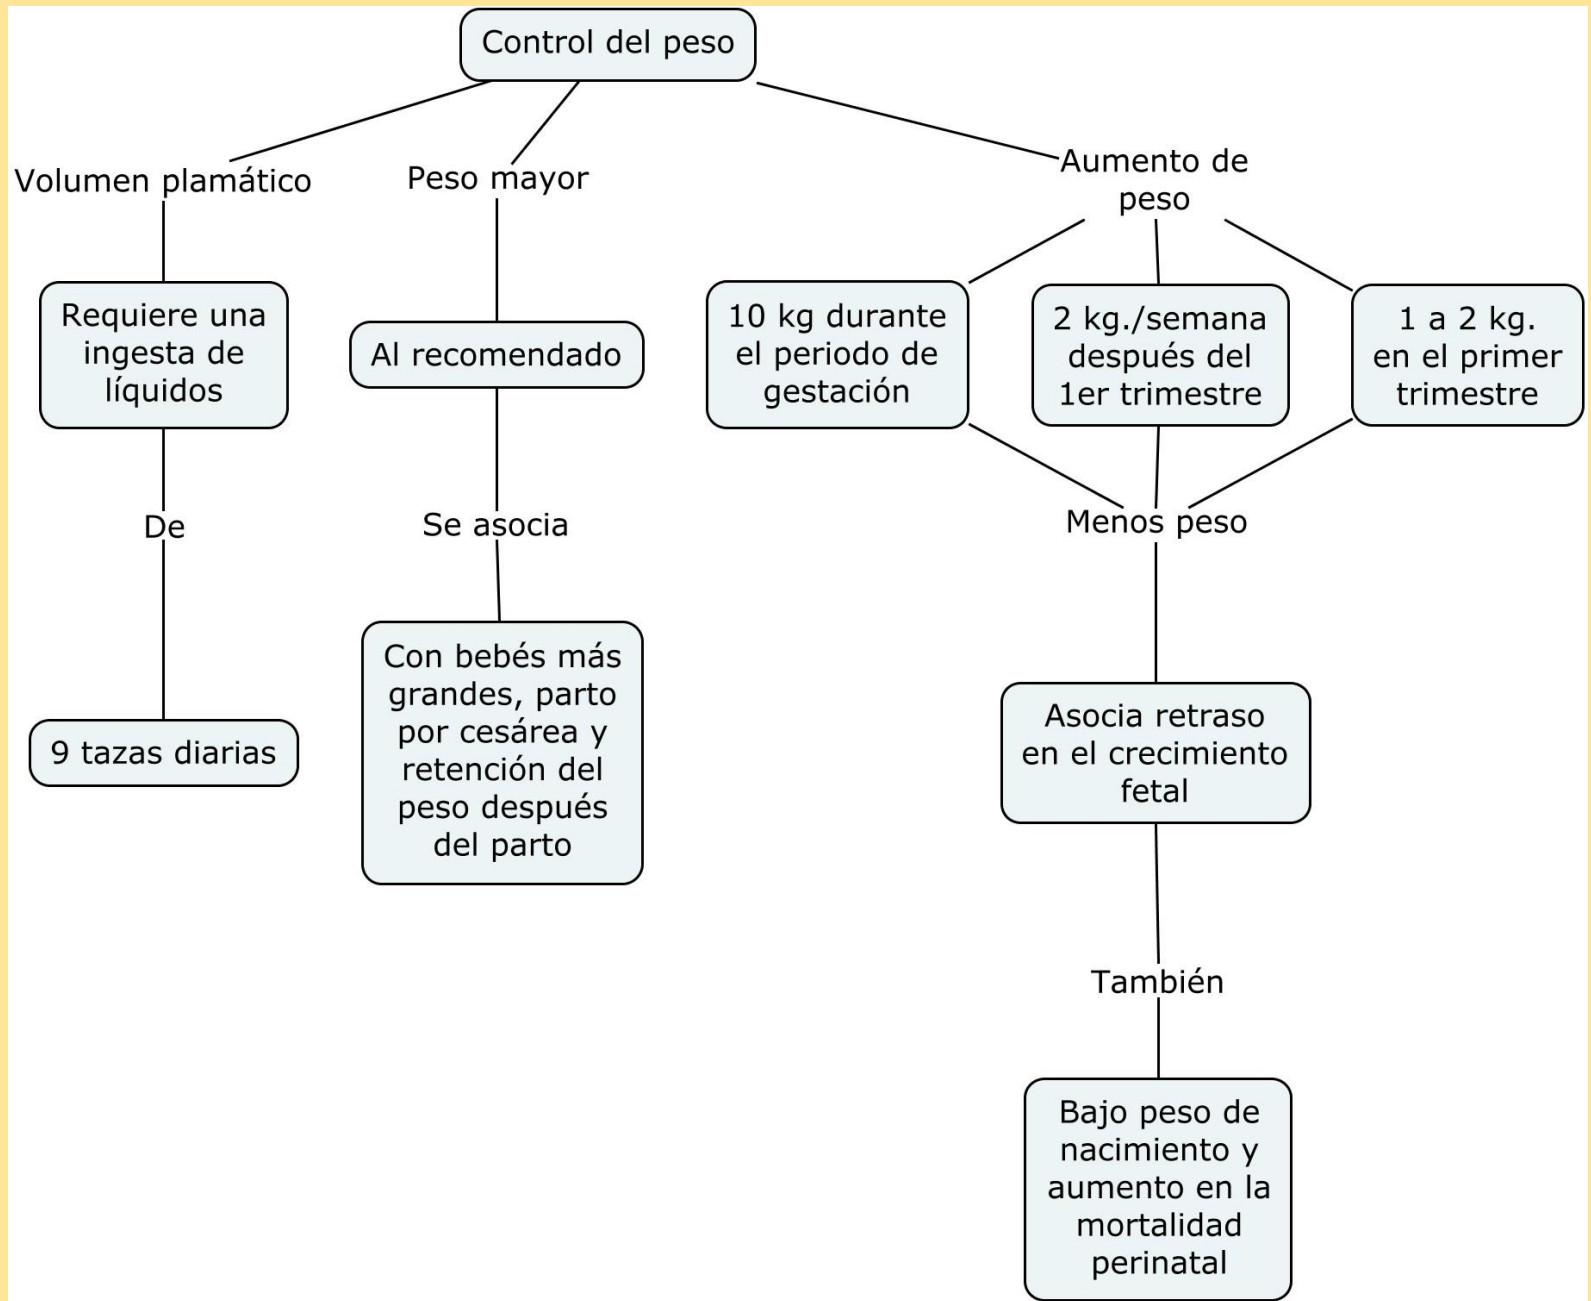 Control del peso
Volumen plamático
Requiere una
ingesta de
líquidos
De
9 tazas diarias
Peso mayor
Al recomendado
Se asocia
Con bebés más
grandes, parto
por cesárea y
retención del
peso después
del parto
Aumento de
peso
10 kg durante
el periodo de
gestación
2 kg./semana
después del
1er trimestre
1 a 2 kg.
en el primer
trimestre
Menos peso
Asocia retraso
en el crecimiento
fetal
También
Bajo peso de
nacimiento y
aumento en la
mortalidad
perinatal